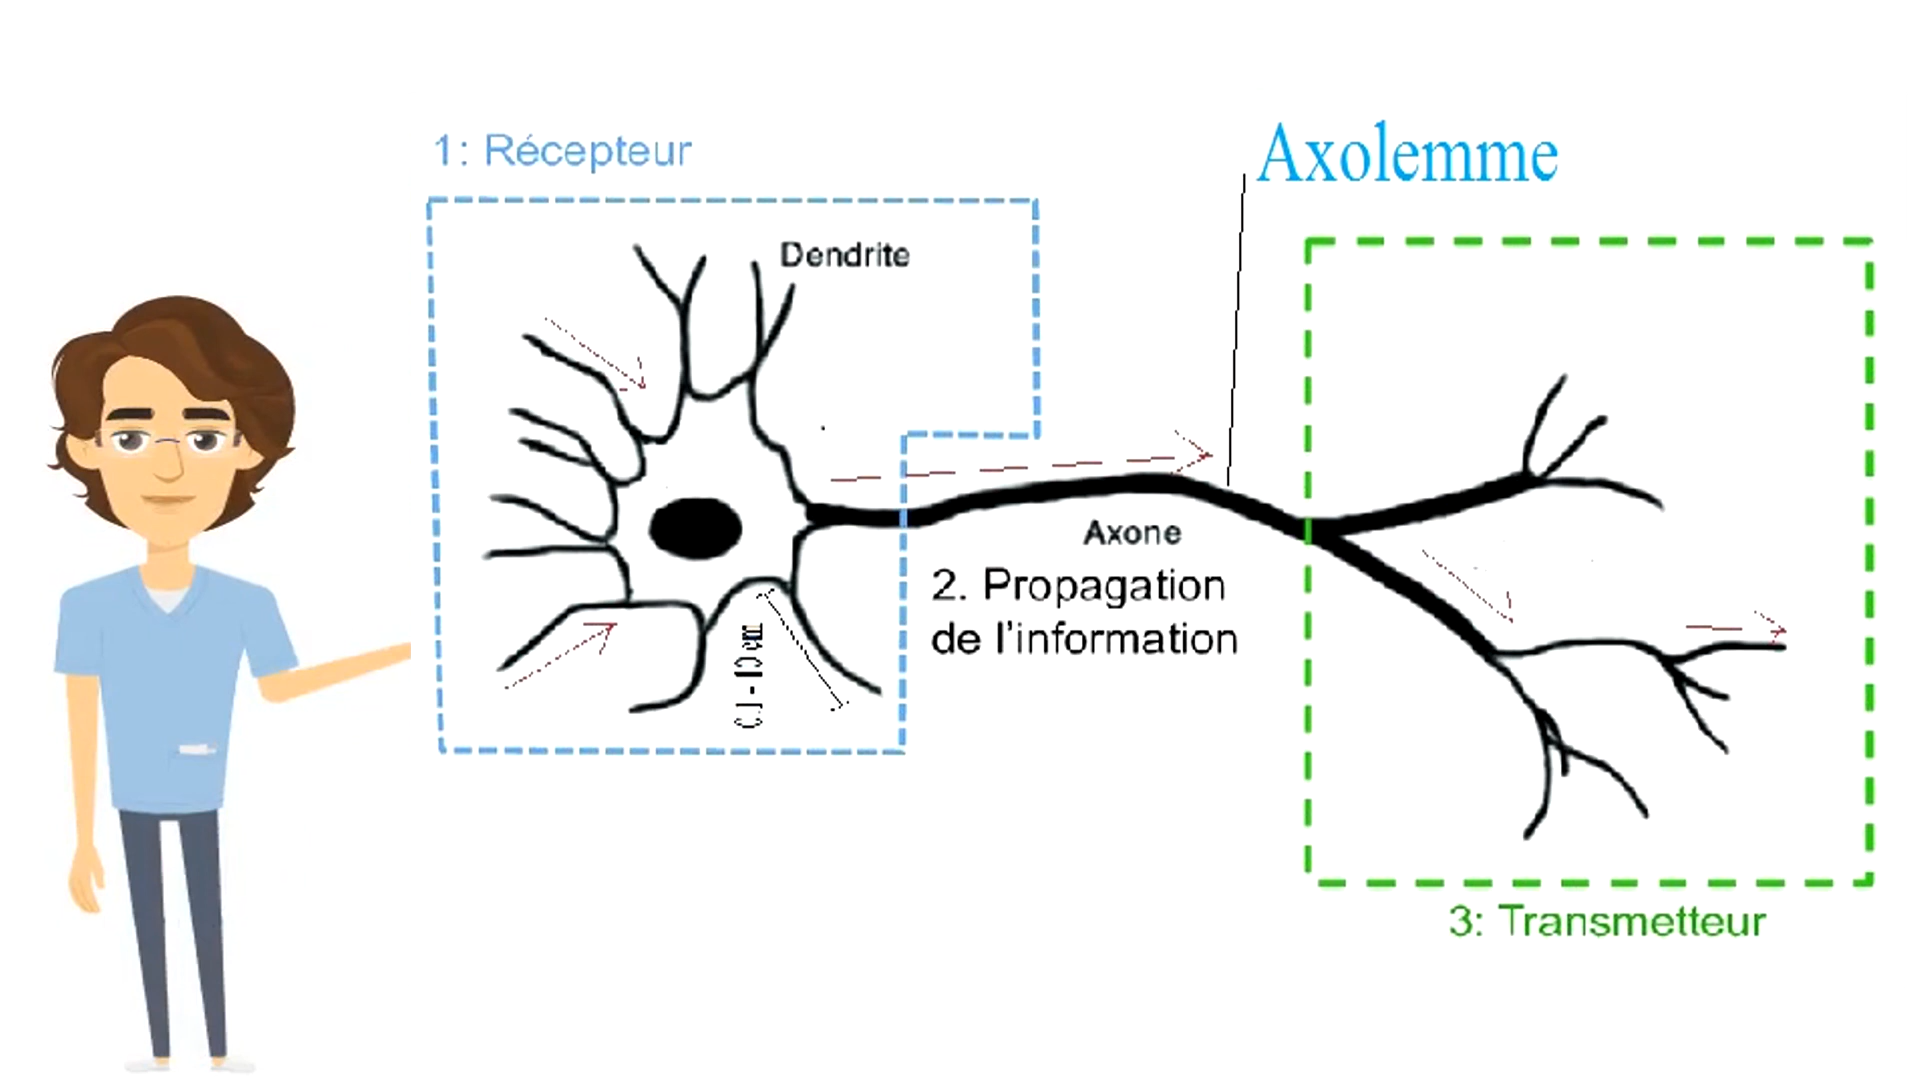 1: Récepteur
Axolemme
Dendrite
Axone
2. Propagation
de l'information
3: Transmetteur